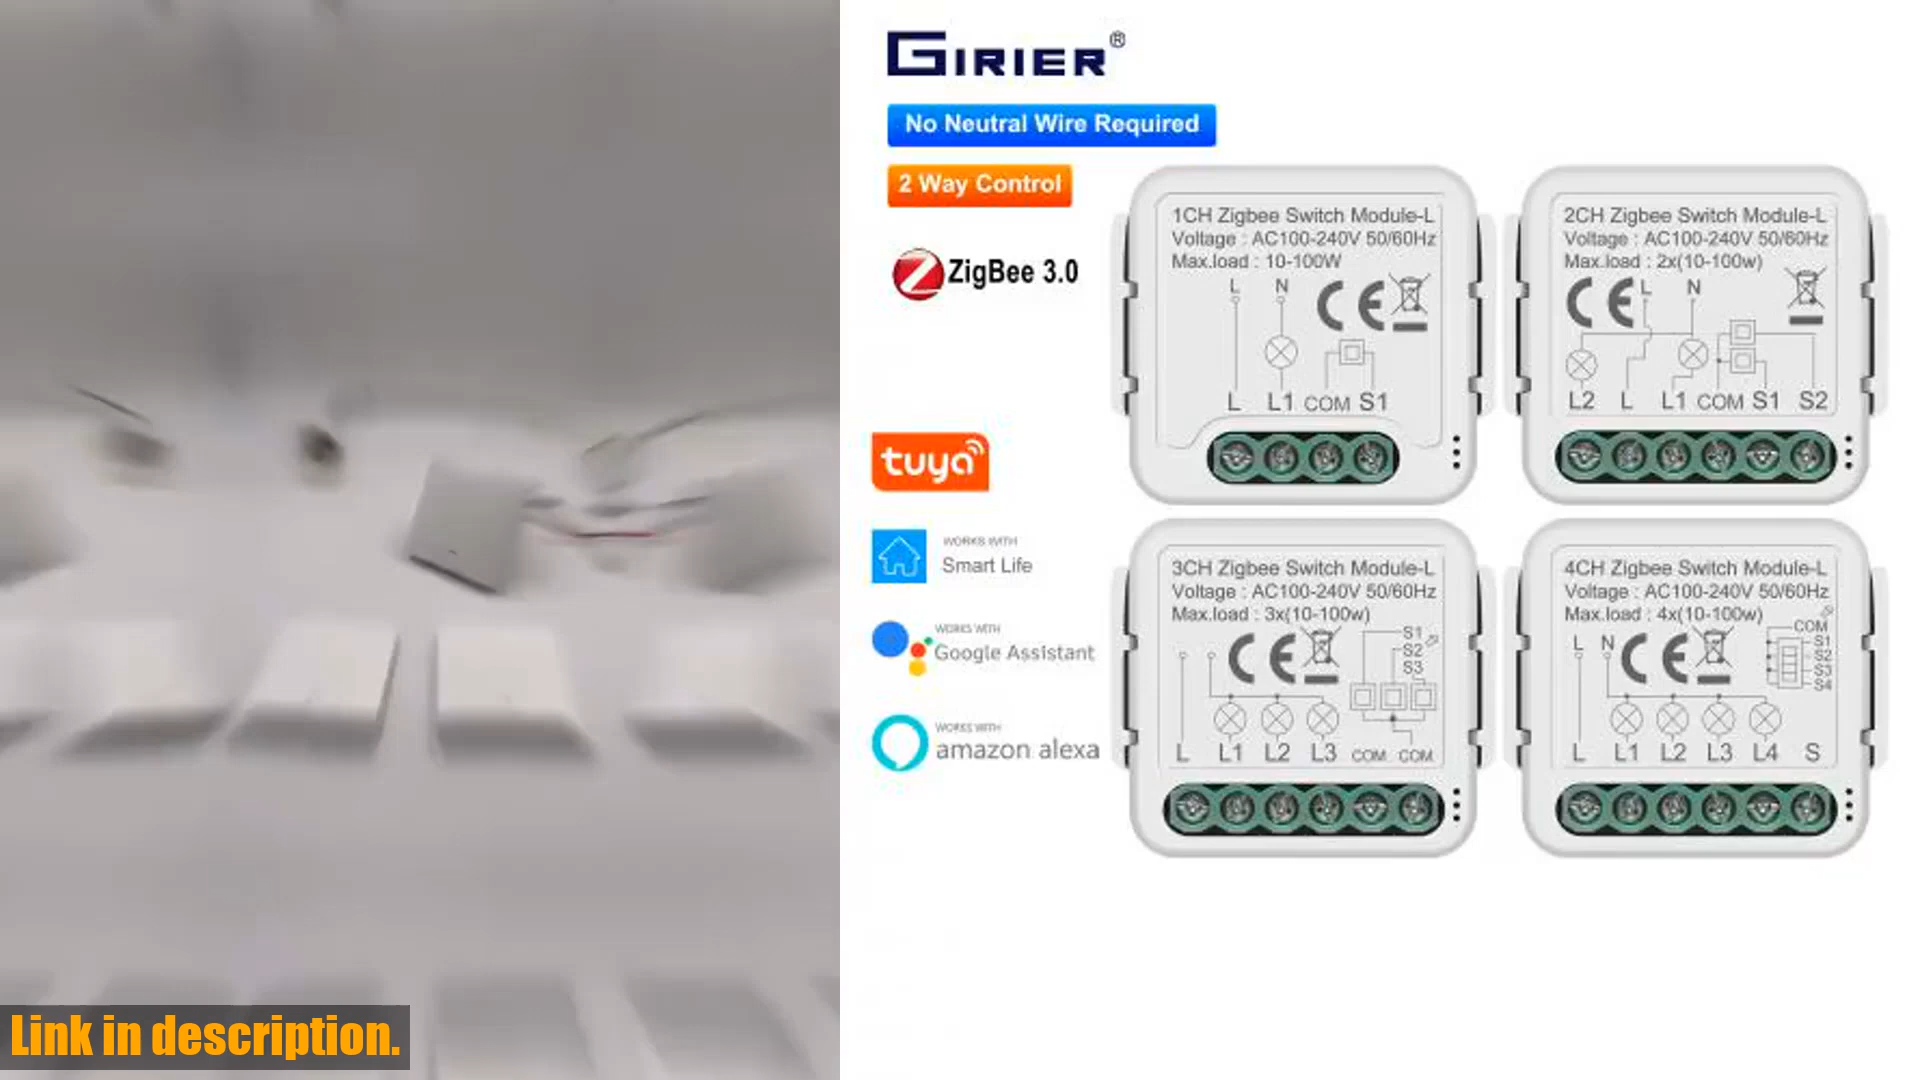 GIRIER®
No Neutral Wire Required
2 Way Control
Z ZigBee 3.0
tuya
WORKS WITH
Smart Life
WORKS WITH
Google Assistant
WORKS WITH
amazon alexa
1CH Zigbee Switch Module-L
Voltage : AC100-240V 50/60Hz
Max.load : 10-100W
L N
CE
L L1 COM S1
2CH Zigbee Switch Module-L
Voltage : AC100-240V 50/60Hz
Max.load : 2x(10-100w)
CE L N
L2 L L1 COM S1 S2
3CH Zigbee Switch Module-L
Voltage : AC100-240V 50/60Hz
Max.load : 3x(10-100w)
CE
S1
S2
S3
L L1 L2 L3 COM COM
4CH Zigbee Switch Module-L
Voltage : AC100-240V 50/60Hz
Max.load : 4x(10-100w)
L N CE
COM
S1
S2
S3
S4
L L1 L2 L3 L4 S
Link in description.